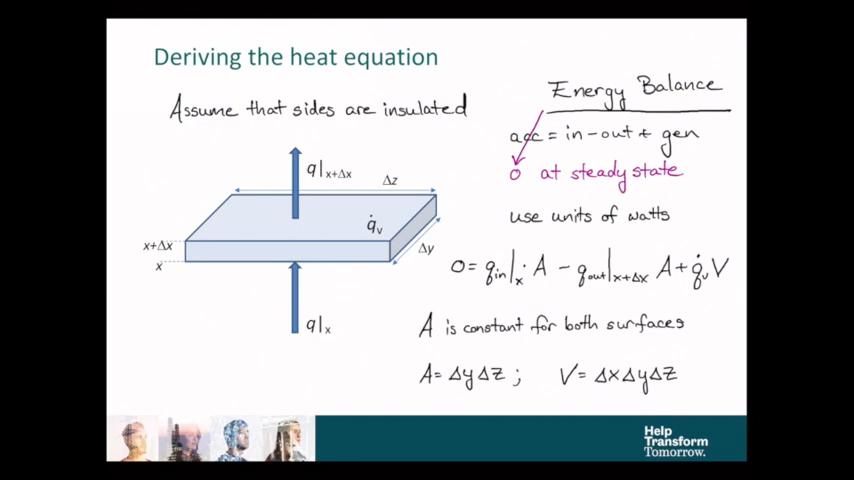 Deriving the heat equation
Assume that sides are insulated
q|x+Δx
Δz
q̇v
x+Δx
x
Δy
q|x
Energy Balance
acc = in - out + gen
0 at steady state
use units of watts
0 = qin|x · A - qout|x+Δx A + q̇v V
A is constant for both surfaces
A = ΔyΔz ; V = ΔxΔyΔz
Help
Transform
Tomorrow.